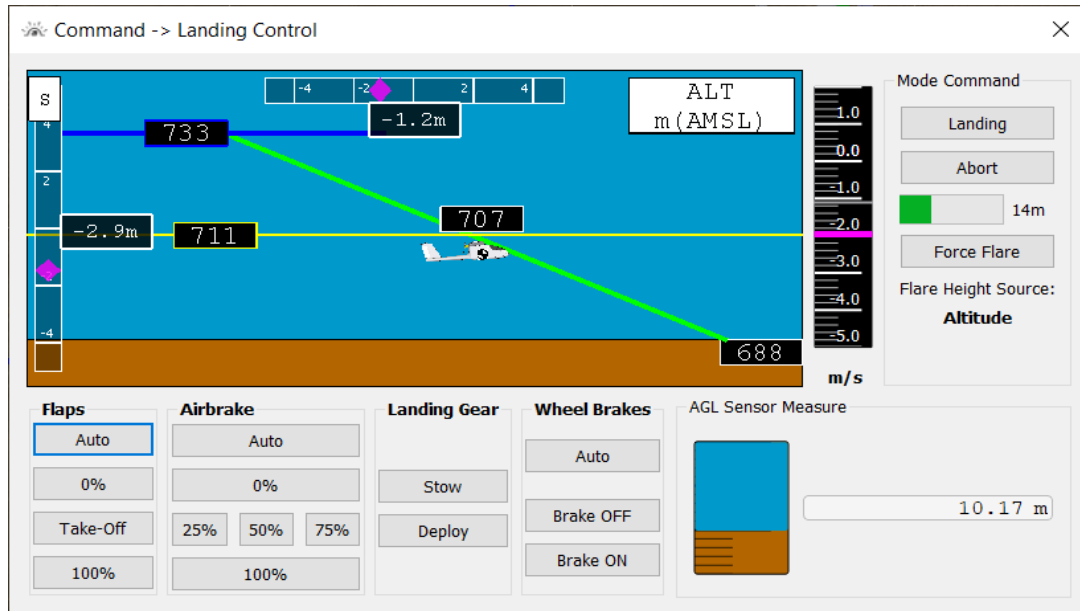 Command -> Landing Control
S
4
2
-2
-4
-4
-2
2
4
-1.2m
ALT
m(AMSL)
733
-2.9m
711
707
688
1.0
0.0
-1.0
-2.0
-3.0
-4.0
-5.0
m/s
Mode Command
Landing
Abort
14m
Force Flare
Flare Height Source:
Altitude
Flaps
Auto
0%
Take-Off
100%
Airbrake
Auto
0%
25% 50% 75%
100%
Landing Gear
Stow
Deploy
Wheel Brakes
Auto
Brake OFF
Brake ON
AGL Sensor Measure
10.17 m